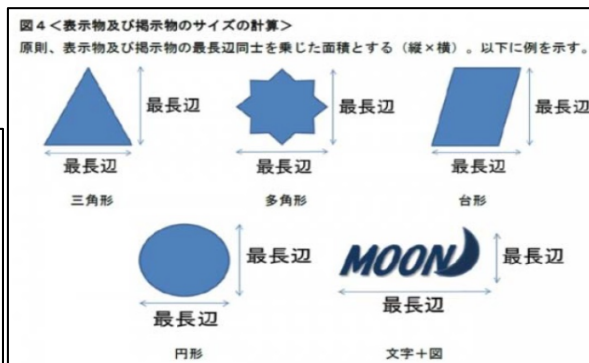 図4<表示物及び掲示物のサイズの計算>
原則、表示物及び掲示物の最長辺同士を乗じた面積とする(縦×横)。以下に例を示す。
最長辺
最長辺
三角形
最長辺
最長辺
多角形
最長辺
最長辺
台形
最長辺
最長辺
円形
MOON
最長辺
最長辺
文字+図